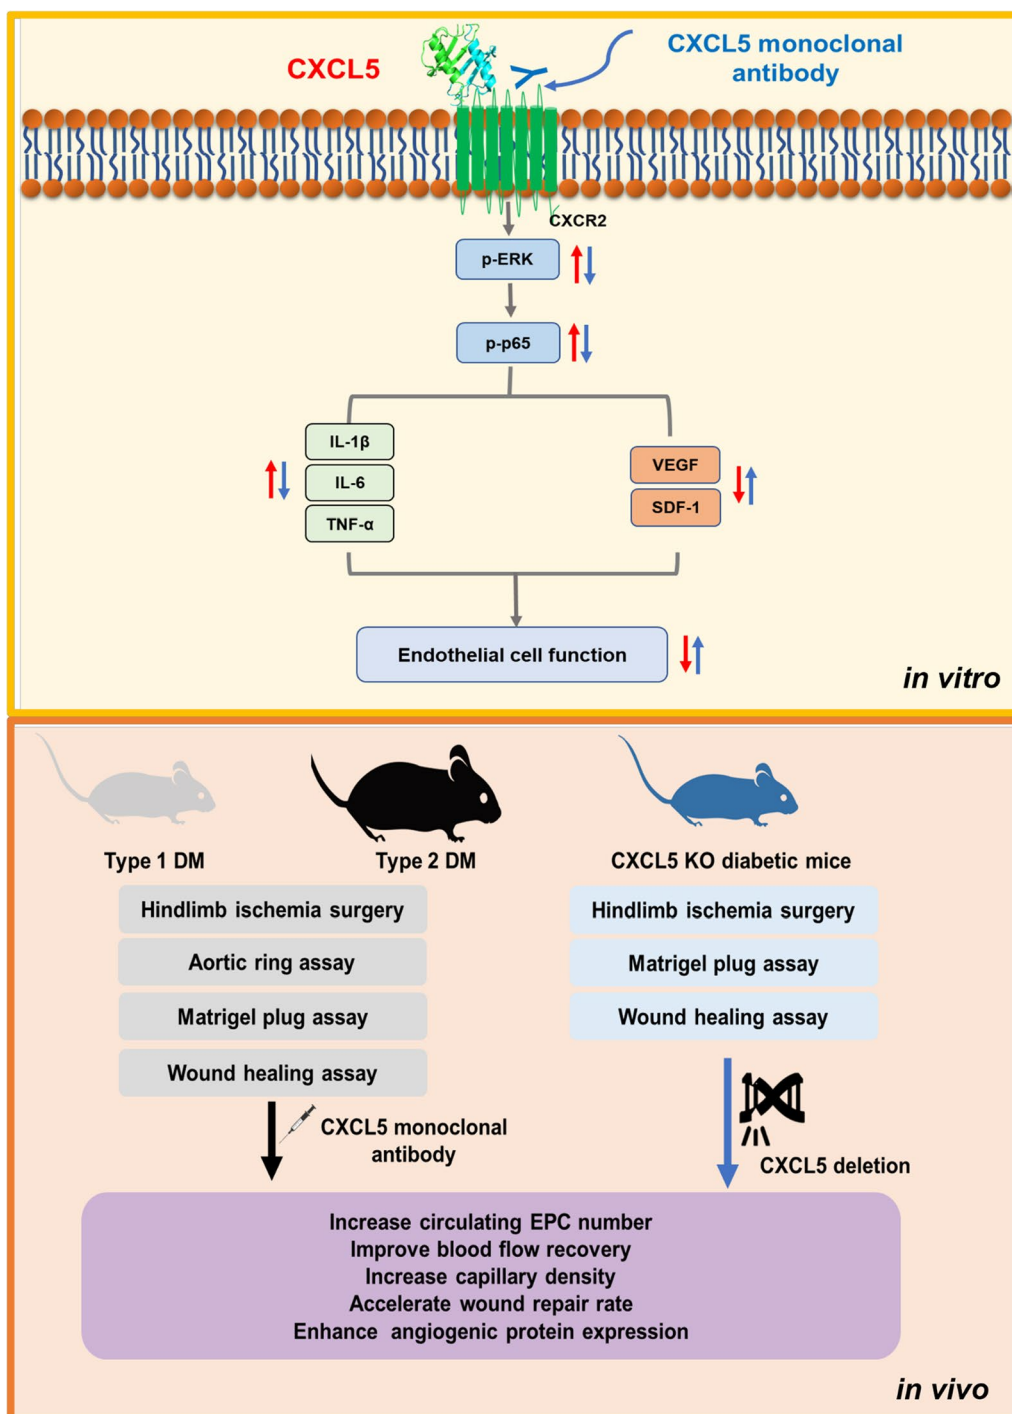 CXCL5
CXCL5 monoclonal
antibody
CXCR2
p-ERK
p-p65
IL-1β
IL-6
TNF-α
VEGF
SDF-1
Endothelial cell function
in vitro
Type 1 DM
Type 2 DM
CXCL5 KO diabetic mice
Hindlimb ischemia surgery
Aortic ring assay
Matrigel plug assay
Wound healing assay
Hindlimb ischemia surgery
Matrigel plug assay
Wound healing assay
CXCL5 monoclonal
antibody
CXCL5 deletion
Increase circulating EPC number
Improve blood flow recovery
Increase capillary density
Accelerate wound repair rate
Enhance angiogenic protein expression
in vivo